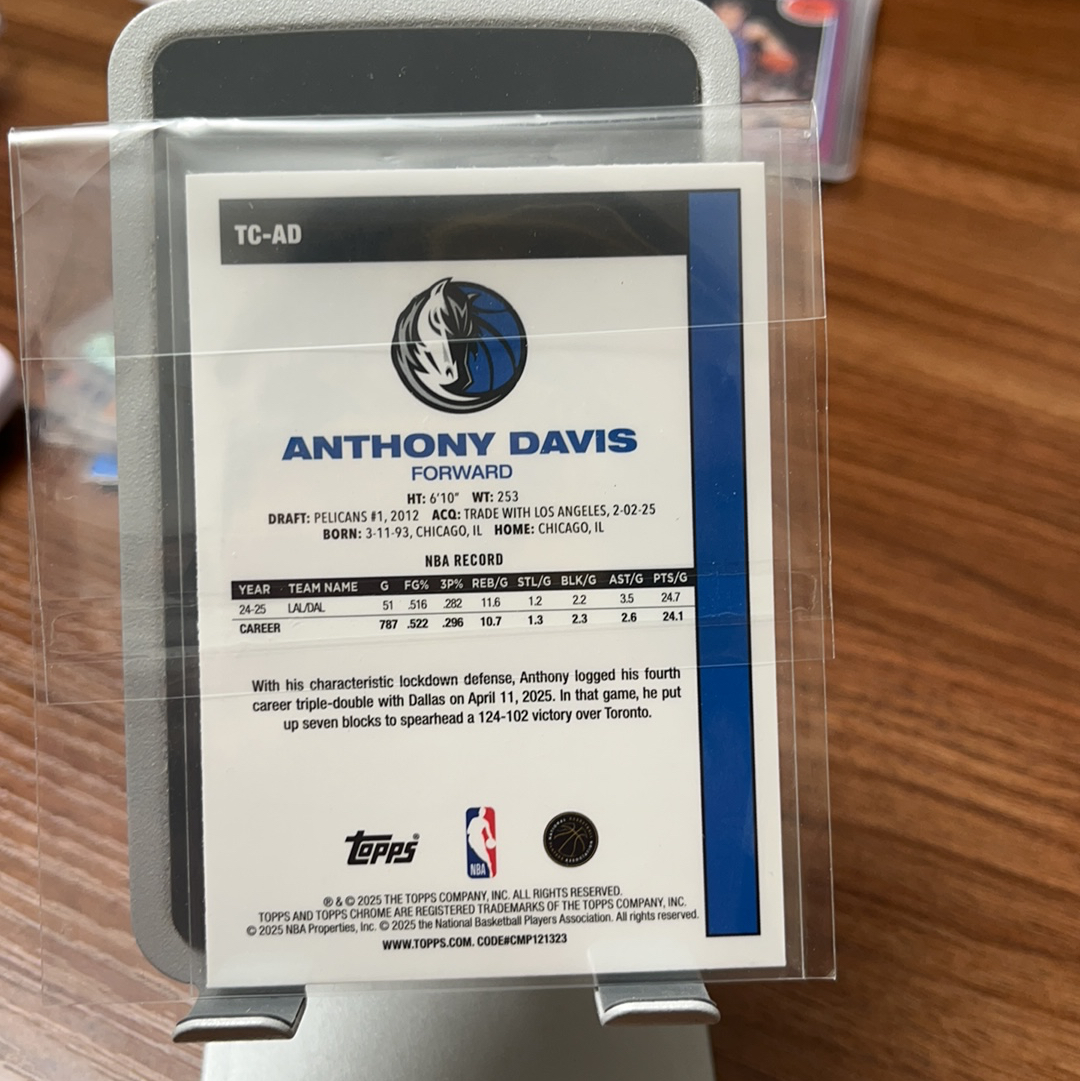 TC-AD
ANTHONY DAVIS
FORWARD
HT: 6'10" WT: 253
DRAFT: PELICANS #1, 2012 ACQ: TRADE WITH LOS ANGELES, 2-02-25
BORN: 3-11-93, CHICAGO, IL HOME: CHICAGO, IL
NBA RECORD
YEAR TEAM NAME G FG% 3P% REB/G STL/G BLK/G AST/G PTS/G
24-25 LAL/DAL 51 .516 .282 11.6 1.2 2.2 3.5 24.7
CAREER 787 .522 .296 10.7 1.3 2.3 2.6 24.1
With his characteristic lockdown defense, Anthony logged his fourth
career triple-double with Dallas on April 11, 2025. In that game, he put
up seven blocks to spearhead a 124-102 victory over Toronto.
Topps®
NBA
NATIONAL BASKETBALL PLAYERS ASSOCIATION
® & © 2025 THE TOPPS COMPANY, INC. ALL RIGHTS RESERVED.
TOPPS AND TOPPS CHROME ARE REGISTERED TRADEMARKS OF THE TOPPS COMPANY, INC.
© 2025 NBA Properties, Inc. © 2025 the National Basketball Players Association. All rights reserved.
WWW.TOPPS.COM. CODE#CMP121323